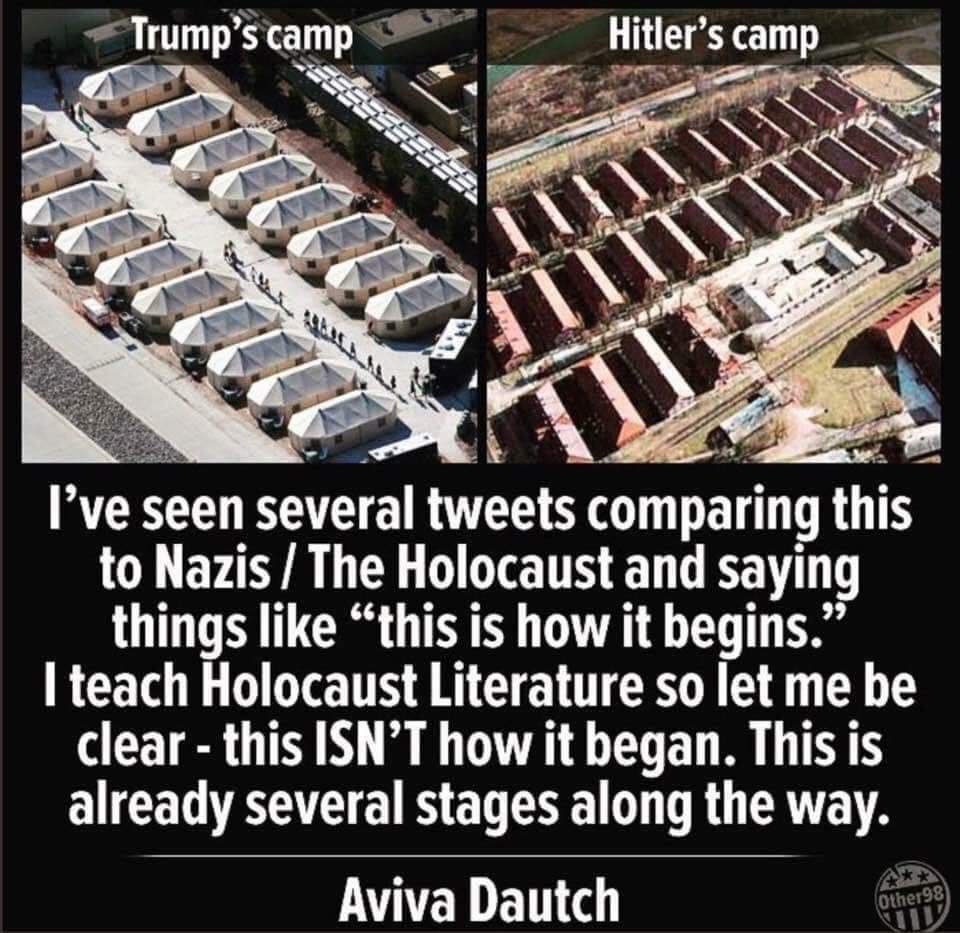 Trump's camp
Hitler's camp
I've seen several tweets comparing this
to Nazis / The Holocaust and saying
things like “this is how it begins.”
I teach Holocaust Literature so let me be
clear - this ISN'T how it began. This is
already several stages along the way.
Aviva Dautch
Other98